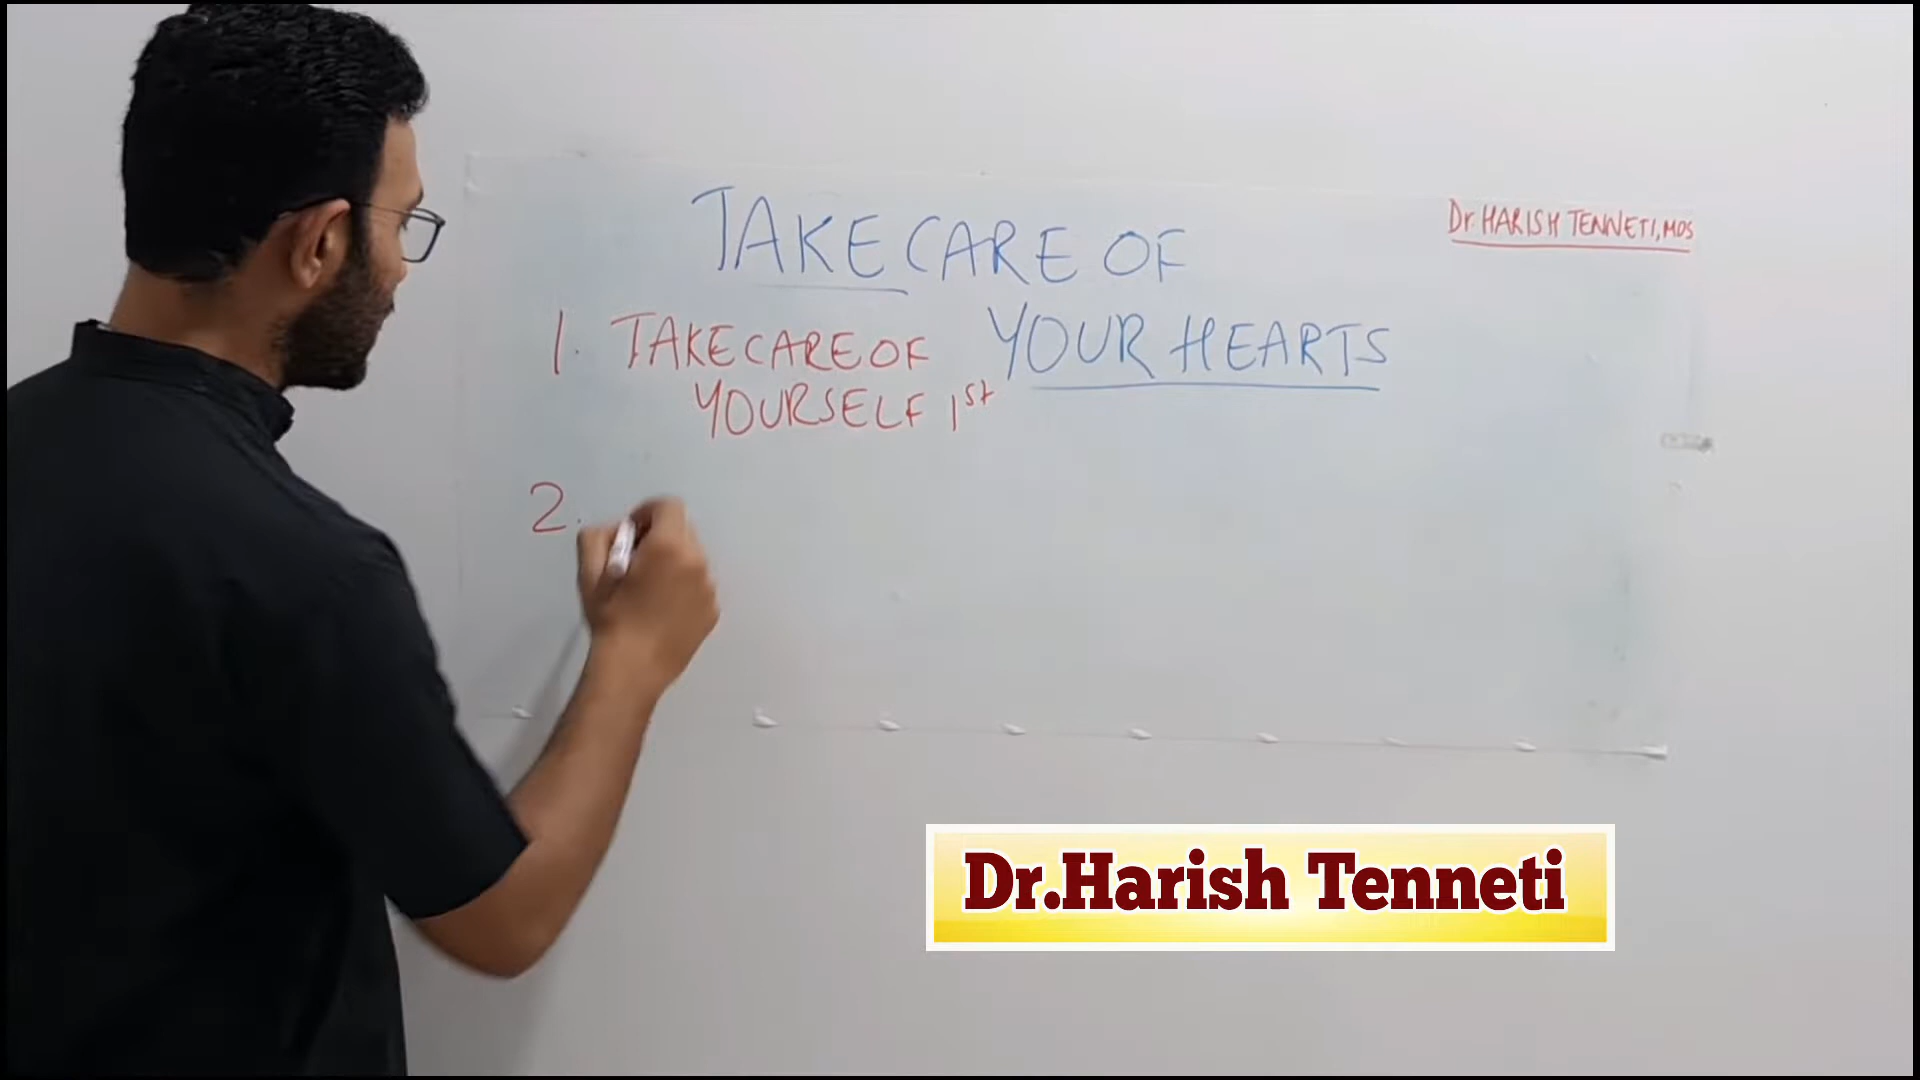 TAKE CARE OF
YOUR HEARTS
Dr. HARISH TENNETI, MDS
1. TAKE CARE OF
YOURSELF 1st
2.
Dr.Harish Tenneti